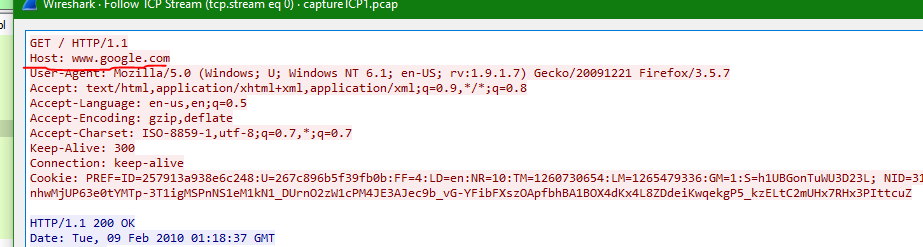 Wireshark · Follow TCP Stream (tcp.stream eq 0) · captureTCP1.pcap
ol
GET / HTTP/1.1
Host: www.google.com
User-Agent: Mozilla/5.0 (Windows; U; Windows NT 6.1; en-US; rv:1.9.1.7) Gecko/20091221 Firefox/3.5.7
Accept: text/html,application/xhtml+xml,application/xml;q=0.9,*/*;q=0.8
Accept-Language: en-us,en;q=0.5
Accept-Encoding: gzip,deflate
Accept-Charset: ISO-8859-1,utf-8;q=0.7,*;q=0.7
Keep-Alive: 300
Connection: keep-alive
Cookie: PREF=ID=257913a938e6c248:U=267c896b5f39fb0b:FF=4:LD=en:NR=10:TM=1260730654:LM=1265479336:GM=1:S=h1UBGonTuWU3D23L; NID=31
nhwMjUP63e0tYMTp-3T1igMSPnNS1eM1kN1_DUrnO2zW1cPM4JE3AJec9b_vG-YFibFXszOApfbhBA1BOX4dKx4L8ZDdeiKwqekgP5_kzELtC2mUHx7RHx3PIttcuZ
HTTP/1.1 200 OK
Date: Tue, 09 Feb 2010 01:18:37 GMT